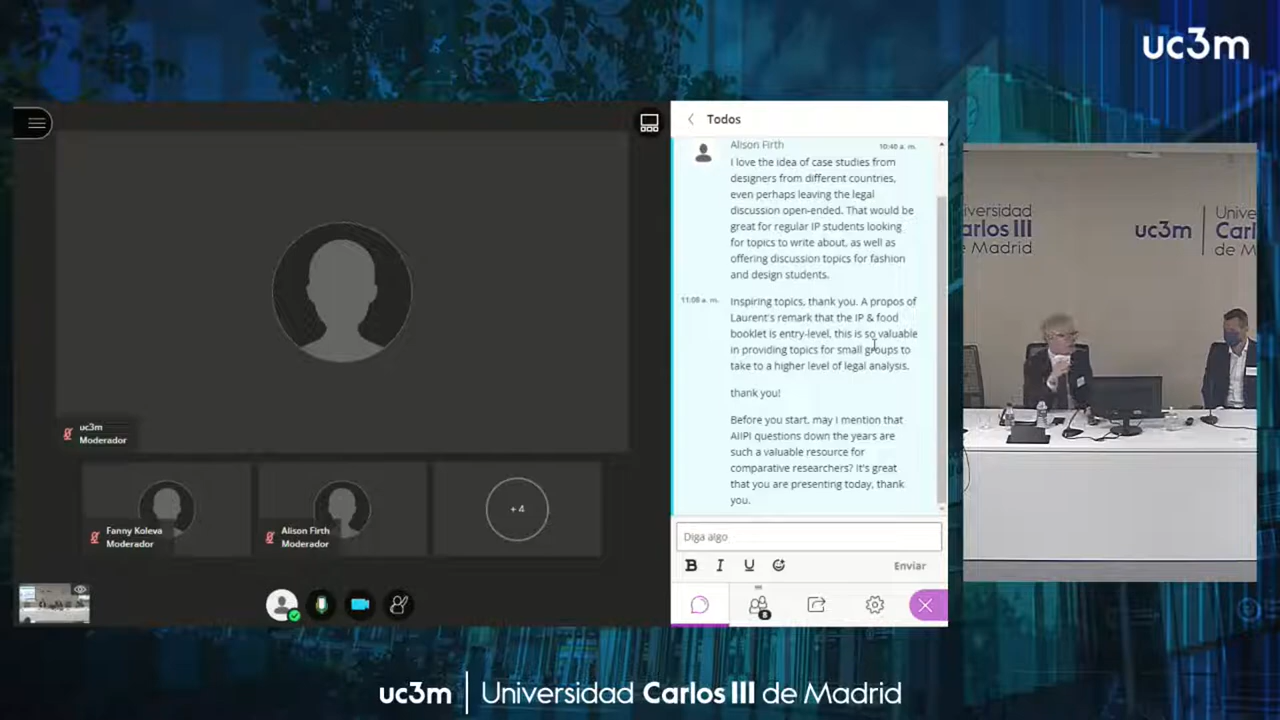 uc3m
Todos
Alison Firth
10:40 a. m.
I love the idea of case studies from
designers from different countries,
even perhaps leaving the legal
discussion open-ended. That would be
great for regular IP students looking
for topics to write about, as well as
offering discussion topics for fashion
and design students.
11:08 a. m.
Inspiring topics, thank you. A propos of
Laurent's remark that the IP & food
booklet is entry-level, this is so valuable
in providing topics for small groups to
take to a higher level of legal analysis.
thank you!
Before you start, may I mention that
AIIPI questions down the years are
such a valuable resource for
comparative researchers? It's great
that you are presenting today, thank
you.
Diga algo
B I U
Enviar
8
uc3m
Moderador
Fanny Koleva
Moderador
Alison Firth
Moderador
+ 4
iversidad
arlos III
de Madrid
uc3m
Unive
Carl
de M
uc3m Universidad Carlos III de Madrid